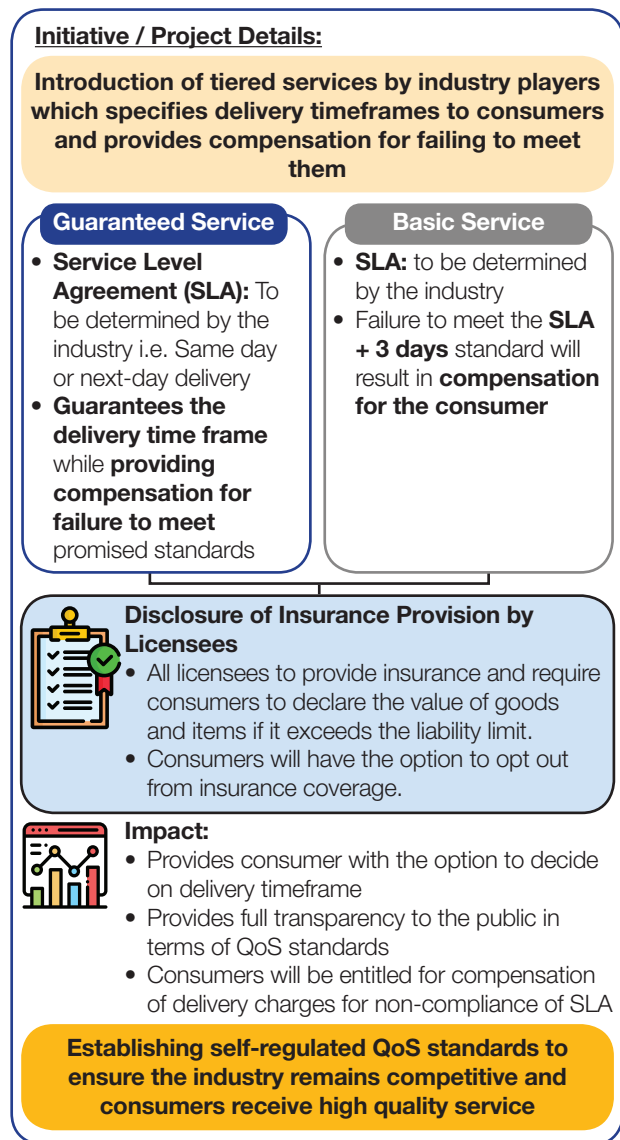 Initiative / Project Details:
Introduction of tiered services by industry players
which specifies delivery timeframes to consumers
and provides compensation for failing to meet
them
Guaranteed Service
• Service Level
Agreement (SLA): To
be determined by the
industry i.e. Same day
or next-day delivery
• Guarantees the
delivery time frame
while providing
compensation for
failure to meet
promised standards
Basic Service
• SLA: to be determined
by the industry
• Failure to meet the SLA
+ 3 days standard will
result in compensation
for the consumer
Disclosure of Insurance Provision by
Licensees
• All licensees to provide insurance and require
consumers to declare the value of goods
and items if it exceeds the liability limit.
• Consumers will have the option to opt out
from insurance coverage.
Impact:
• Provides consumer with the option to decide
on delivery timeframe
• Provides full transparency to the public in
terms of QoS standards
• Consumers will be entitled for compensation
of delivery charges for non-compliance of SLA
Establishing self-regulated QoS standards to
ensure the industry remains competitive and
consumers receive high quality service